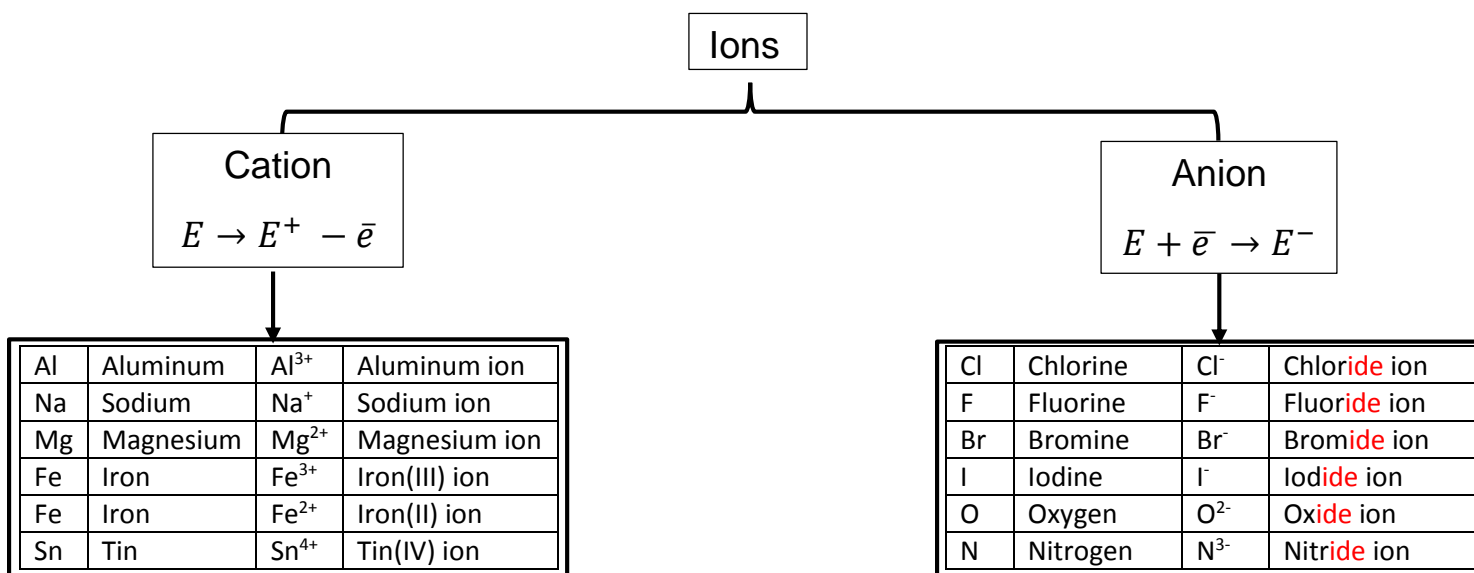 Ions
Cation
E → E⁺ − ē
Al Aluminum Al³⁺ Aluminum ion
Na Sodium Na⁺ Sodium ion
Mg Magnesium Mg²⁺ Magnesium ion
Fe Iron Fe³⁺ Iron(III) ion
Fe Iron Fe²⁺ Iron(II) ion
Sn Tin Sn⁴⁺ Tin(IV) ion
Anion
E + e̅ → E⁻
Cl Chlorine Cl⁻ Chloride ion
F Fluorine F⁻ Fluoride ion
Br Bromine Br⁻ Bromide ion
I Iodine I⁻ Iodide ion
O Oxygen O²⁻ Oxide ion
N Nitrogen N³⁻ Nitride ion